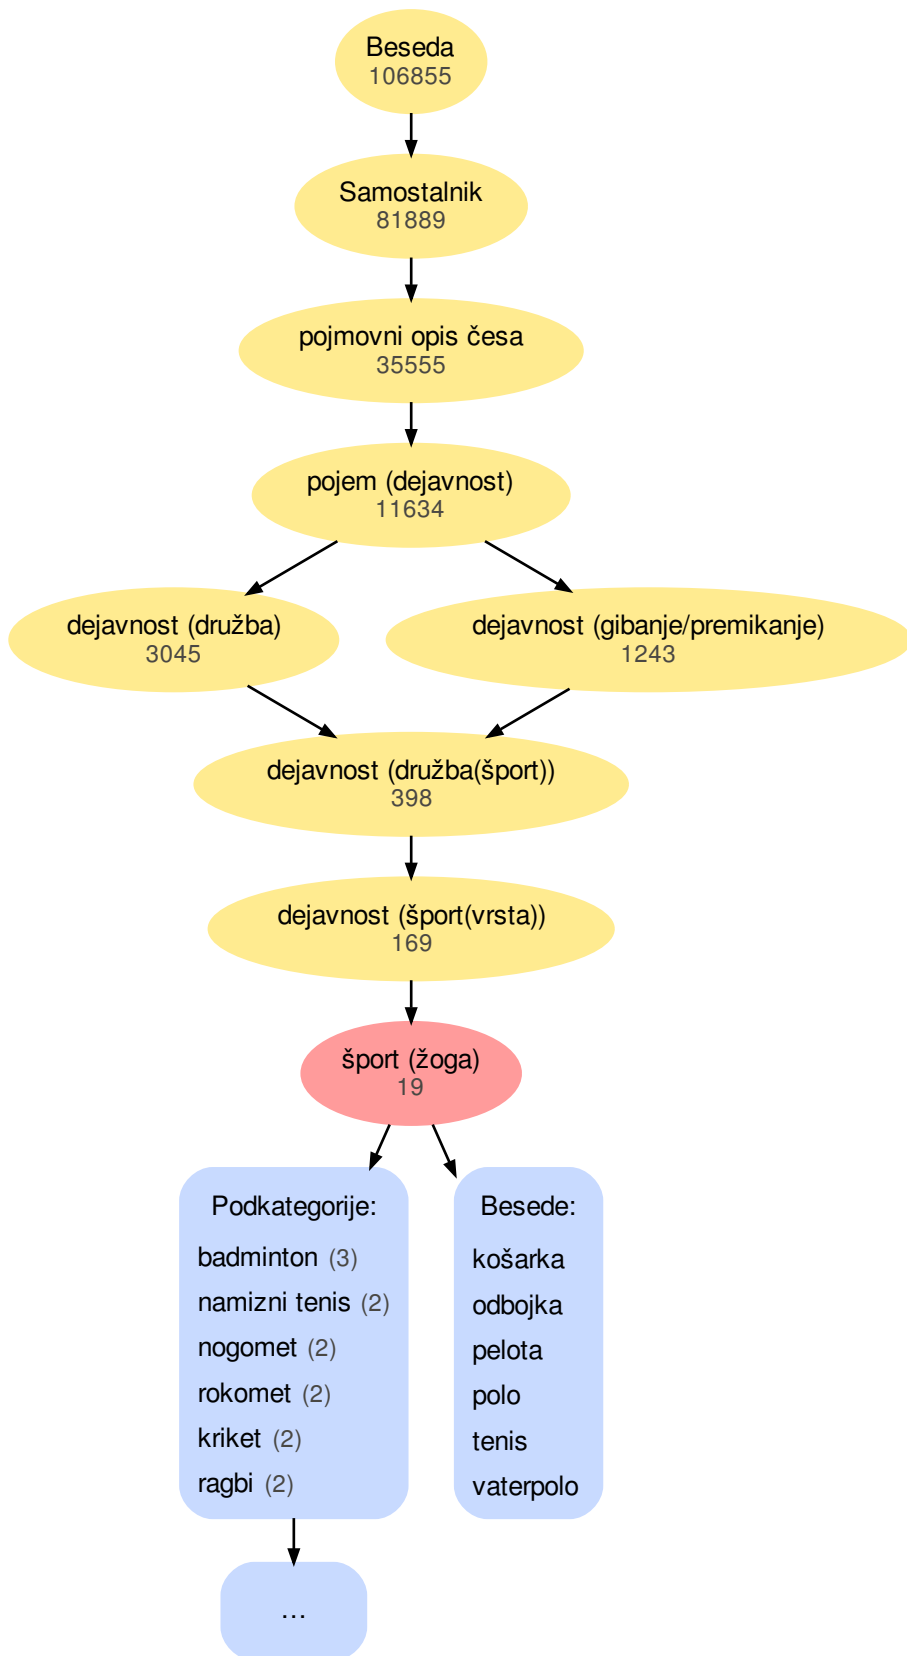 Beseda
106855
Samostalnik
81889
pojmovni opis česa
35555
pojem (dejavnost)
11634
dejavnost (družba)
3045
dejavnost (gibanje/premikanje)
1243
dejavnost (družba(šport))
398
dejavnost (šport(vrsta))
169
šport (žoga)
19
Podkategorije:
badminton (3)
namizni tenis (2)
nogomet (2)
rokomet (2)
kriket (2)
ragbi (2)
Besede:
košarka
odbojka
pelota
polo
tenis
vaterpolo
...